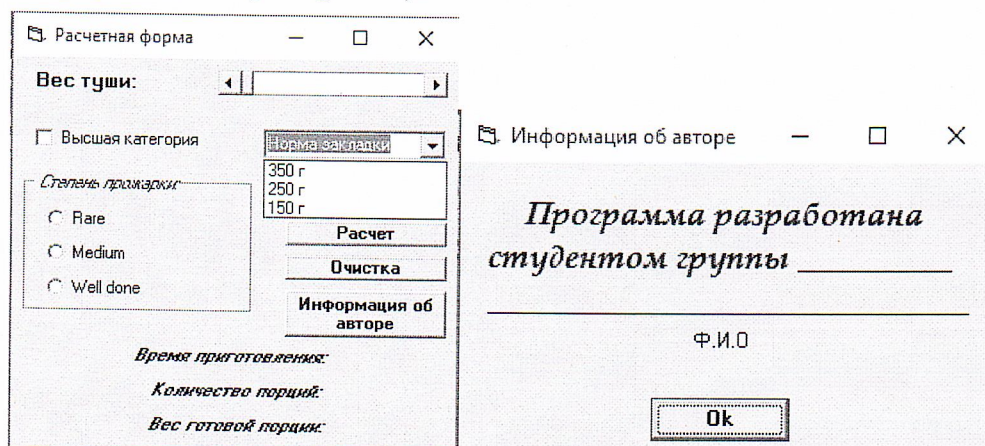 Расчетная форма
Вес туши:
Высшая категория
Норма закладки
350 г
250 г
150 г
Степень прожарки:
Rare
Medium
Well done
Расчет
Очистка
Информация об
авторе
Время приготовления:
Количество порций:
Вес готовой порции:
Информация об авторе
Программа разработана
студентом группы
Ф.И.О
Ok